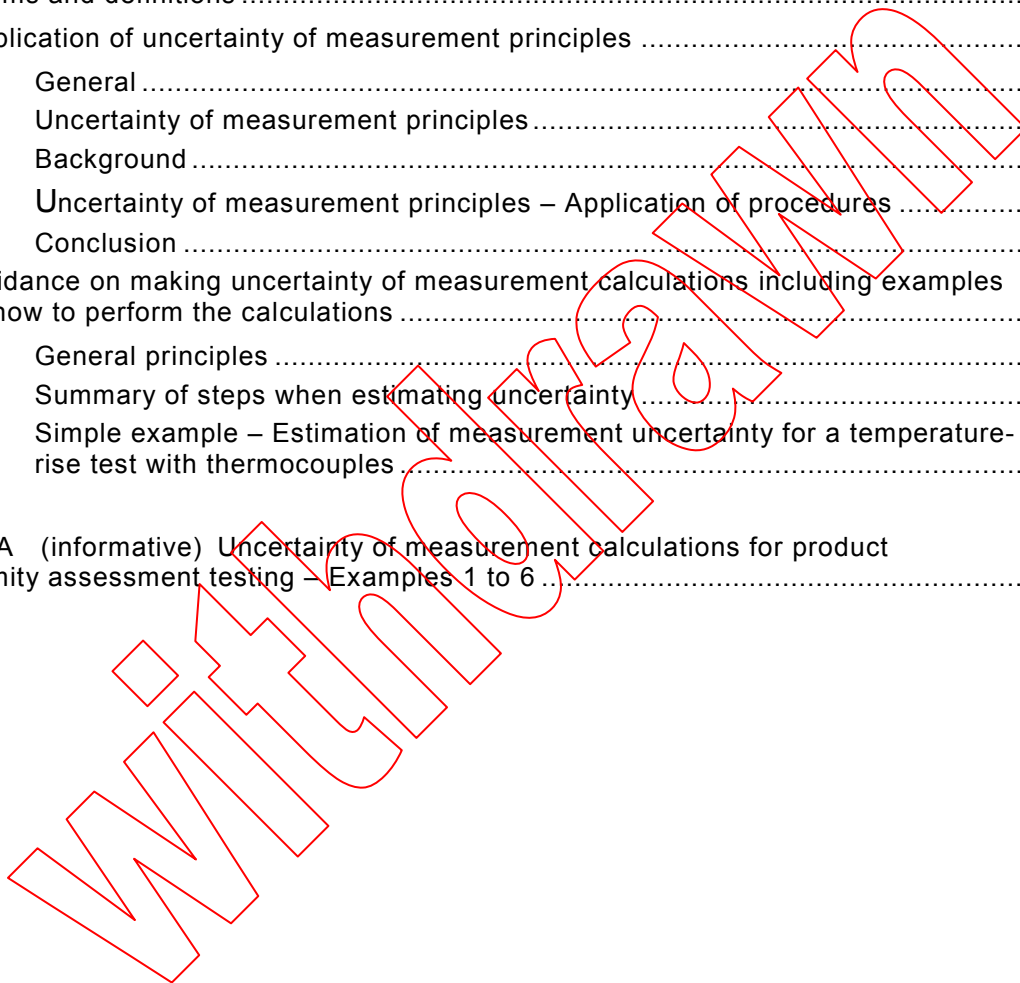 ms and definitions
plication of uncertainty of measurement principles
General
Uncertainty of measurement principles
Background
Uncertainty of measurement principles – Application of procedures
Conclusion
idance on making uncertainty of measurement calculations including examples
how to perform the calculations
General principles
Summary of steps when estimating uncertainty
Simple example – Estimation of measurement uncertainty for a temperature-
rise test with thermocouples
A (informative) Uncertainty of measurement calculations for product
nity assessment testing – Examples 1 to 6
withdrawn